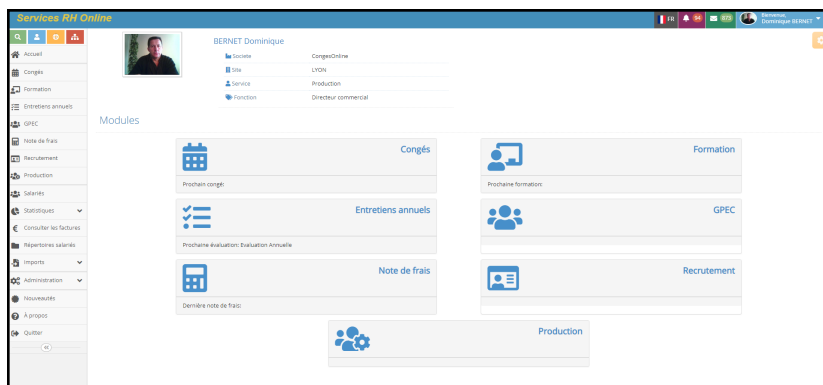 Services RH Online
FR
94
873
Bienvenue,
Dominique BERNET
Accueil
Congés
Formation
Entretiens annuels
GPEC
Note de frais
Recrutement
Production
Salariés
Statistiques
Consulter les factures
Répertoires salariés
Imports
Administration
Nouveautés
À propos
Quitter
BERNET Dominique
Societe CongesOnline
Site LYON
Service Production
Fonction Directeur commercial
Modules
Congés
Prochain congé:
Formation
Prochaine formation:
Entretiens annuels
Prochaine évaluation: Evaluation Annuelle
GPEC
Note de frais
Dernière note de frais:
Recrutement
Production